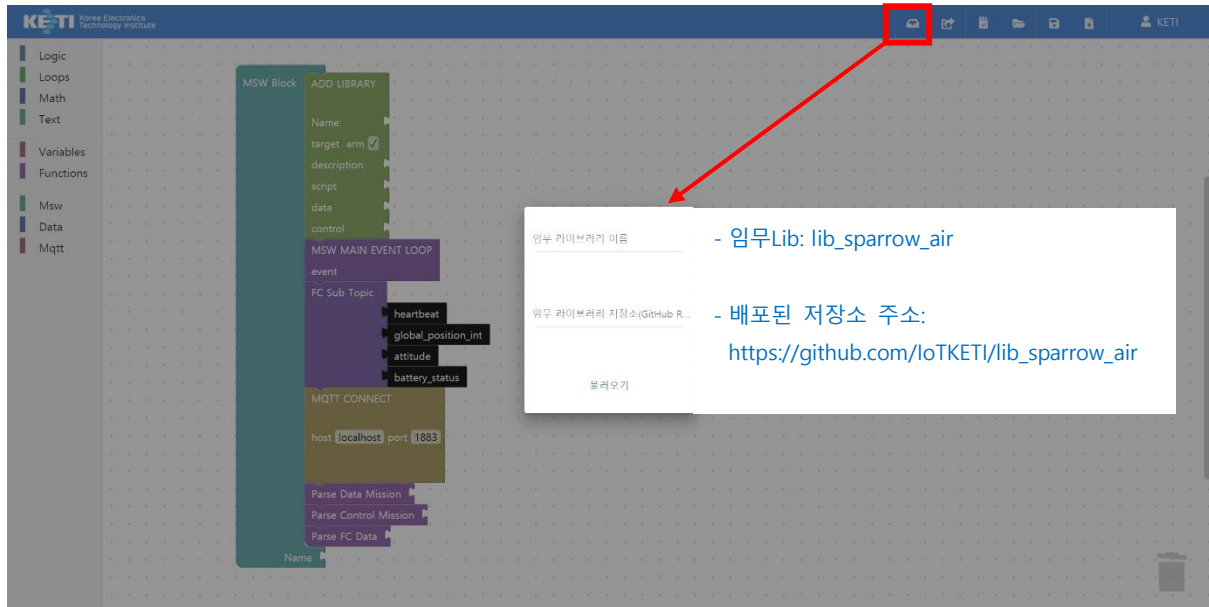 KETI Korea Electronics Technology Institute
KETI
Logic
Loops
Math
Text
Variables
Functions
Msw
Data
Mqtt
MSW Block
ADD LIBRARY
Name:
target arm
description:
script
data
control
MSW MAIN EVENT LOOP
event
FC Sub Topic
heartbeat
global_position_int
attitude
battery_status
MQTT CONNECT
host localhost port 1883
Parse Data Mission
Parse Control Mission
Parse FC Data
Name
임무 라이브러리 이름
임무 라이브러리 저장소(GitHub R...
불러오기
- 임무Lib: lib_sparrow_air
- 배포된 저장소 주소:
https://github.com/IoTKETI/lib_sparrow_air